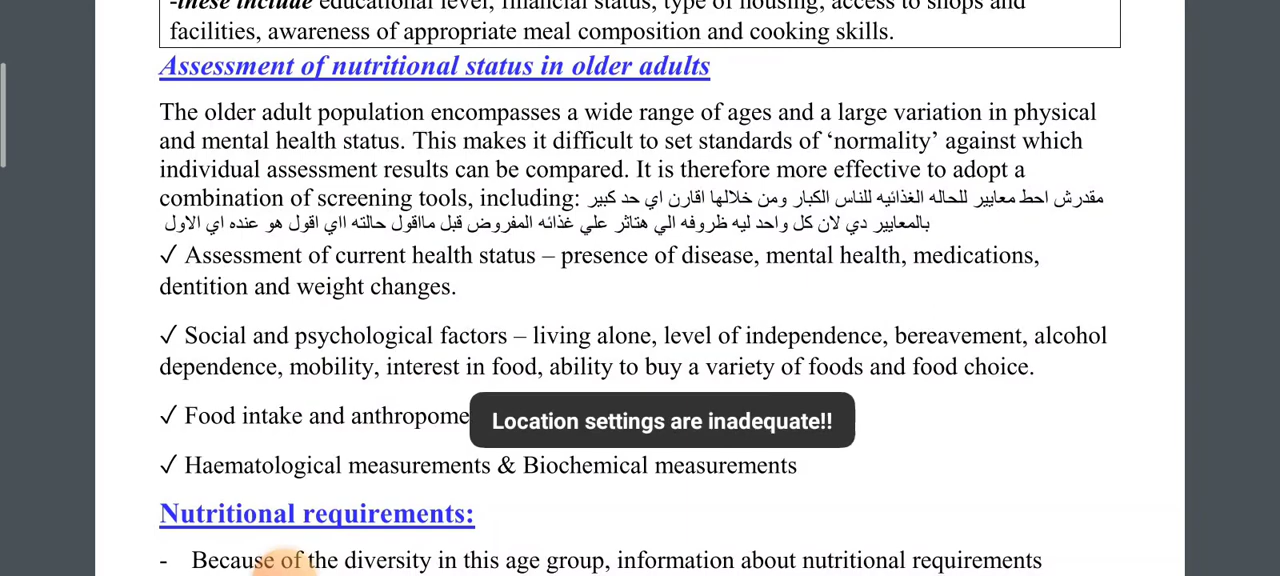 -these include educational level, financial status, type of housing, access to shops and
facilities, awareness of appropriate meal composition and cooking skills.
Assessment of nutritional status in older adults
The older adult population encompasses a wide range of ages and a large variation in physical
and mental health status. This makes it difficult to set standards of ‘normality’ against which
individual assessment results can be compared. It is therefore more effective to adopt a
combination of screening tools, including: مقدرش احط معايير للحاله الغذائيه للناس الكبار ومن خلالها اقارن اي حد كبير
بالمعايير دي لان كل واحد ليه ظروفه الي هتاثر علي غذائه المفروض قبل مااقول حالته ااي اقول هو عنده اي الاول
✓ Assessment of current health status – presence of disease, mental health, medications,
dentition and weight changes.
✓ Social and psychological factors – living alone, level of independence, bereavement, alcohol
dependence, mobility, interest in food, ability to buy a variety of foods and food choice.
✓ Food intake and anthropome
Location settings are inadequate!!
✓ Haematological measurements & Biochemical measurements
Nutritional requirements:
- Because of the diversity in this age group, information about nutritional requirements